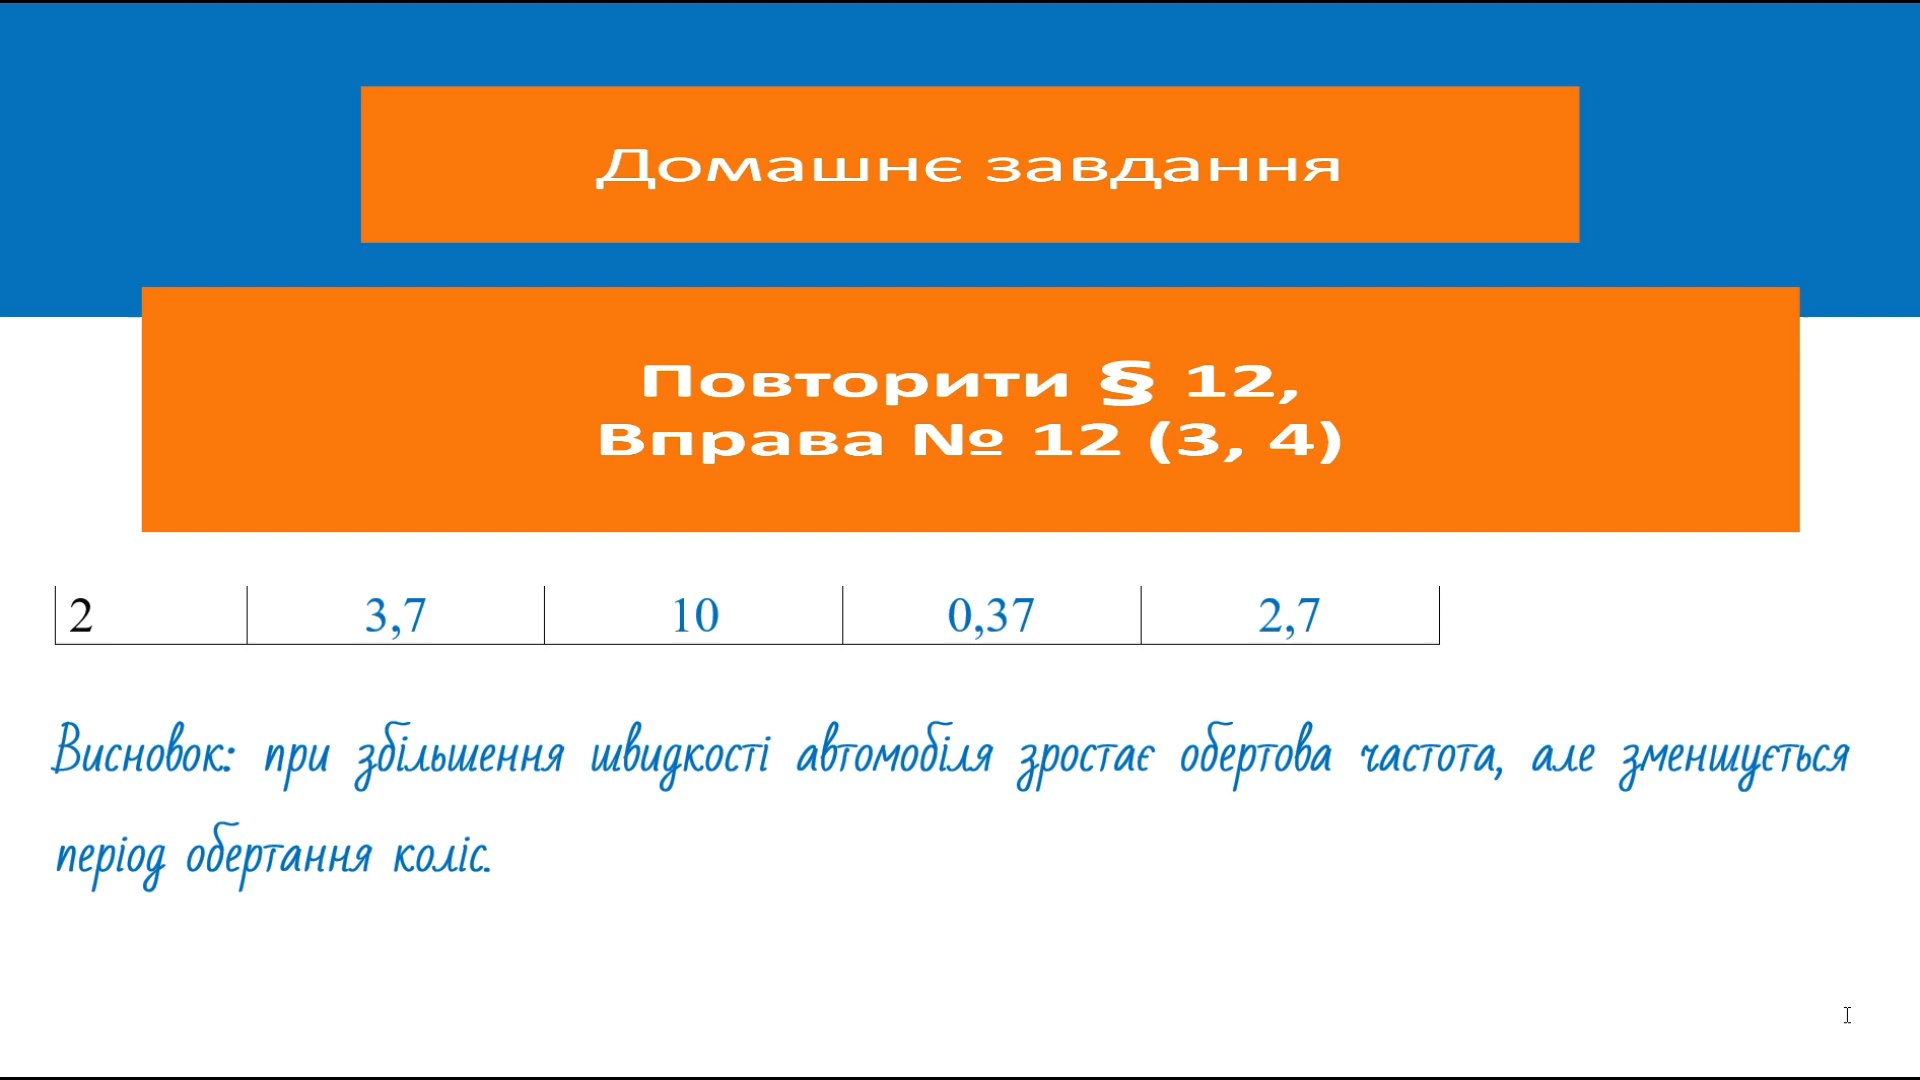 Домашнє завдання
Повторити § 12,
Вправа № 12 (3, 4)
2 3,7 10 0,37 2,7
Висновок: при збільшення швидкості автомобіля зростає обертова частота, але зменшується
період обертання коліс.